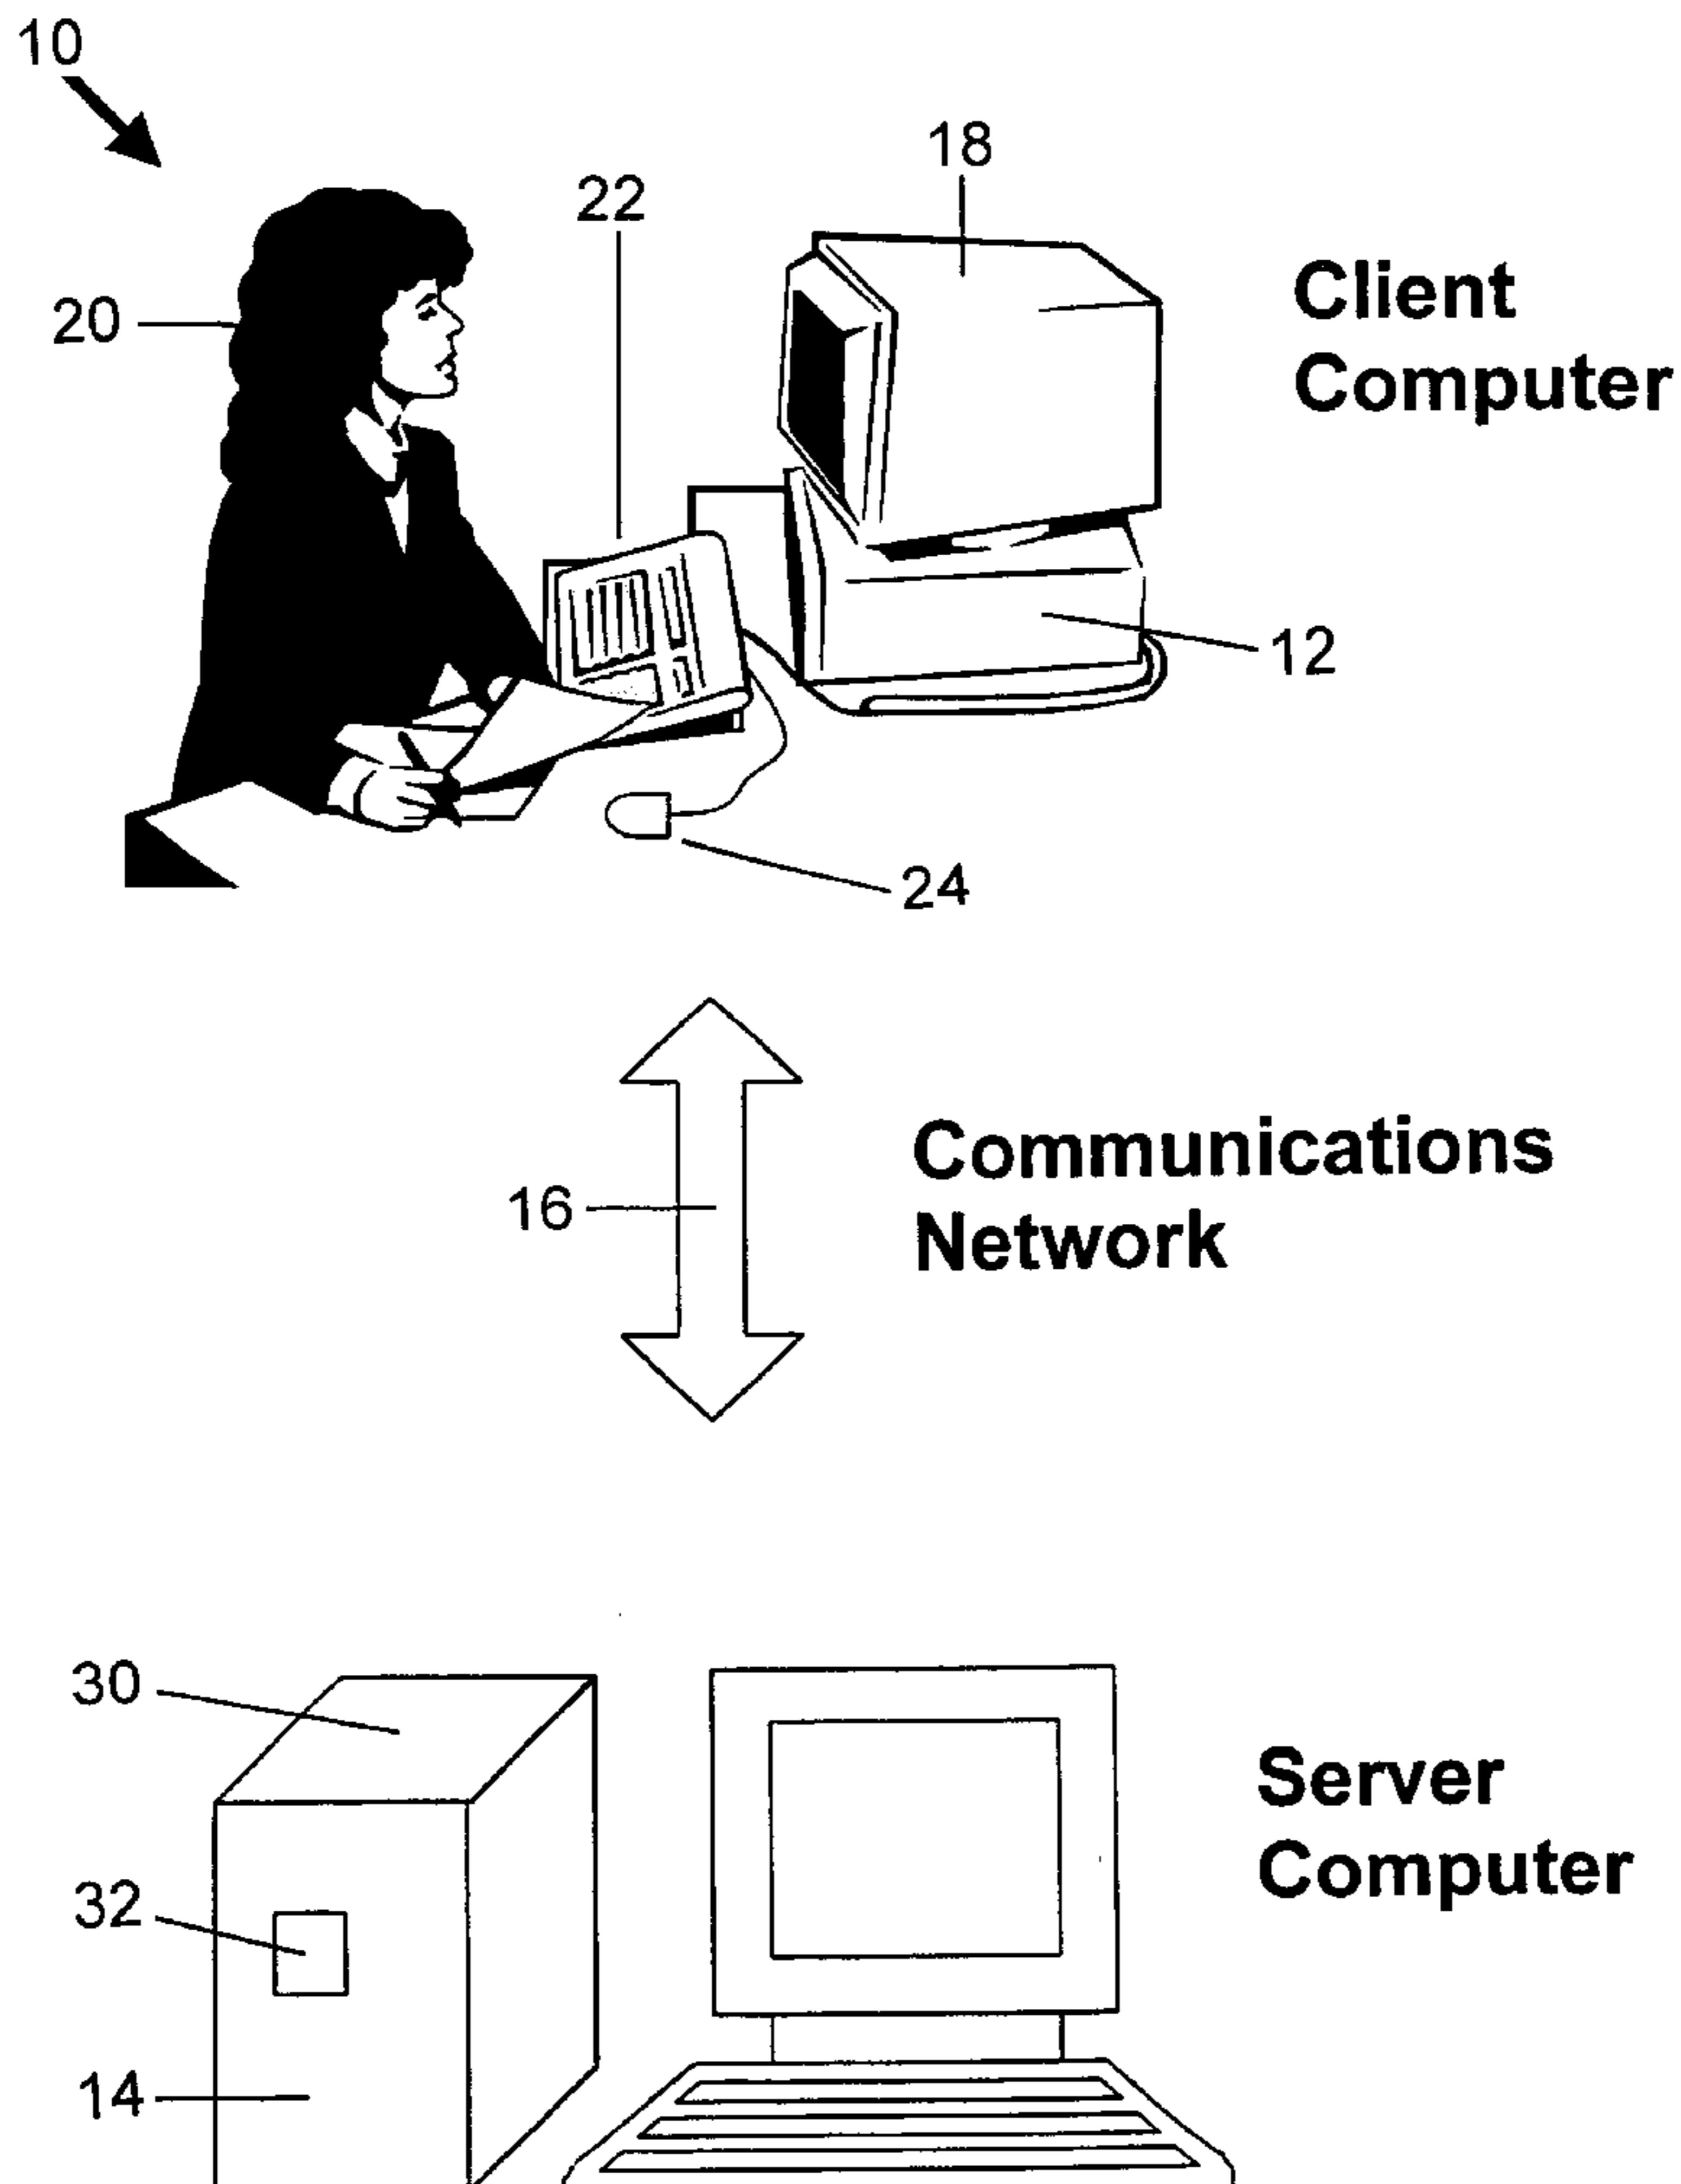 10
18
22
20
Client
Computer
12
24
Communications
Network
16
30
Server
Computer
32
14